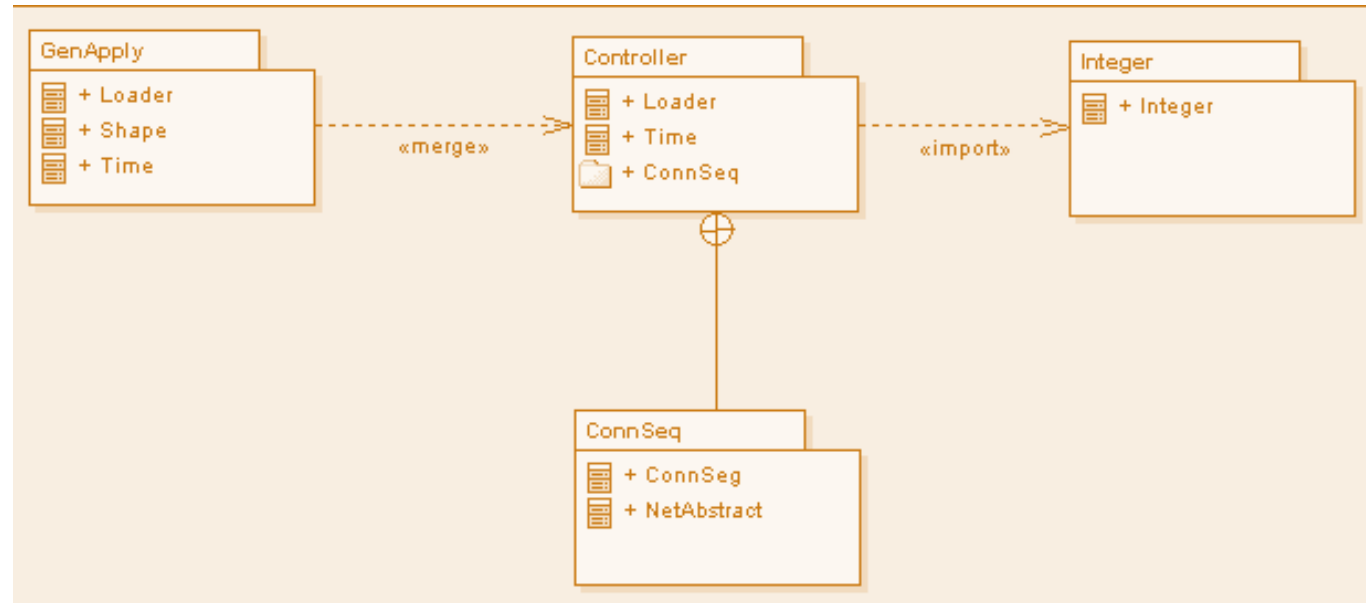 GenApply
+ Loader
+ Shape
+ Time
«merge»
Controller
+ Loader
+ Time
+ ConnSeq
«import»
Integer
+ Integer
ConnSeq
+ ConnSeg
+ NetAbstract